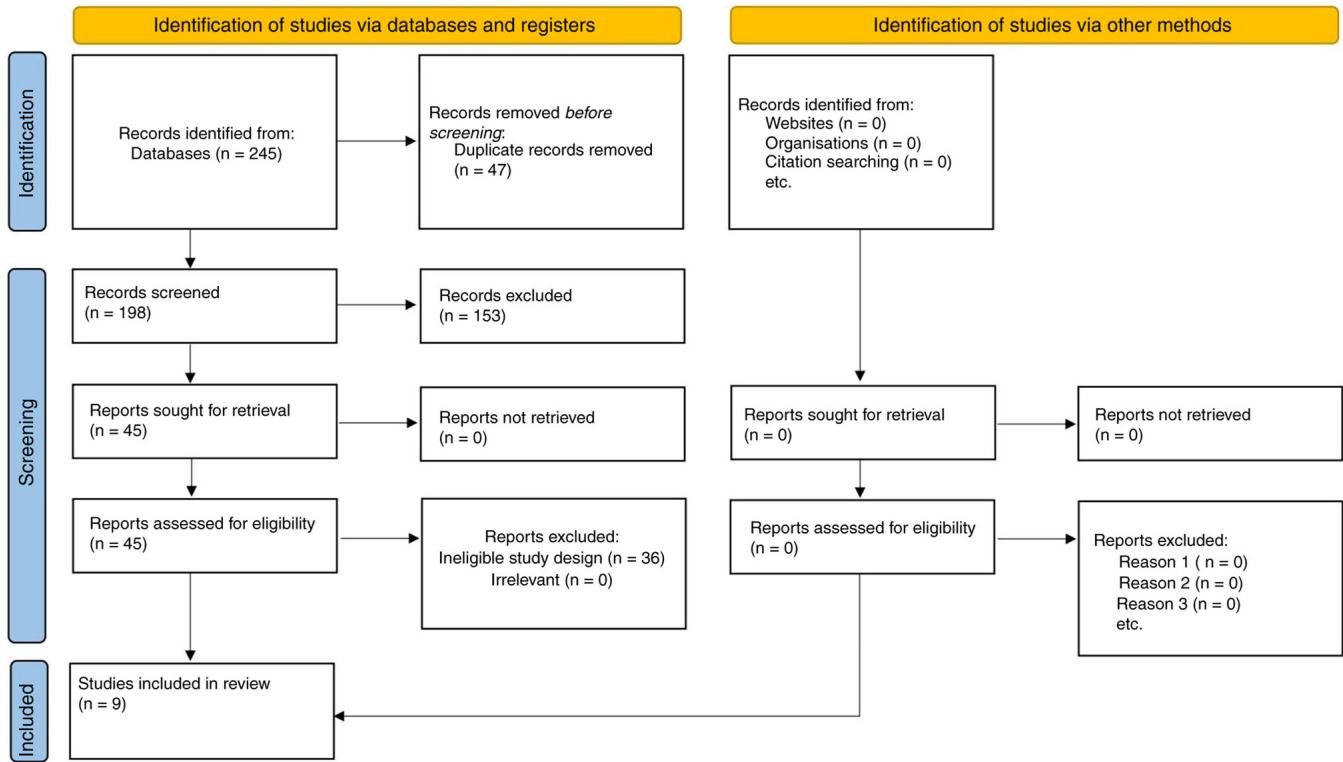 Identification of studies via databases and registers
Identification of studies via other methods
Identification
Records identified from:
Databases (n = 245)
Records removed before
screening:
Duplicate records removed
(n = 47)
Records identified from:
Websites (n = 0)
Organisations (n = 0)
Citation searching (n = 0)
etc.
Screening
Records screened
(n = 198)
Records excluded
(n = 153)
Reports sought for retrieval
(n = 45)
Reports not retrieved
(n = 0)
Reports sought for retrieval
(n = 0)
Reports not retrieved
(n = 0)
Reports assessed for eligibility
(n = 45)
Reports excluded:
Ineligible study design (n = 36)
Irrelevant (n = 0)
Reports assessed for eligibility
(n = 0)
Reports excluded:
Reason 1 ( n = 0)
Reason 2 (n = 0)
Reason 3 (n = 0)
etc.
Included
Studies included in review
(n = 9)